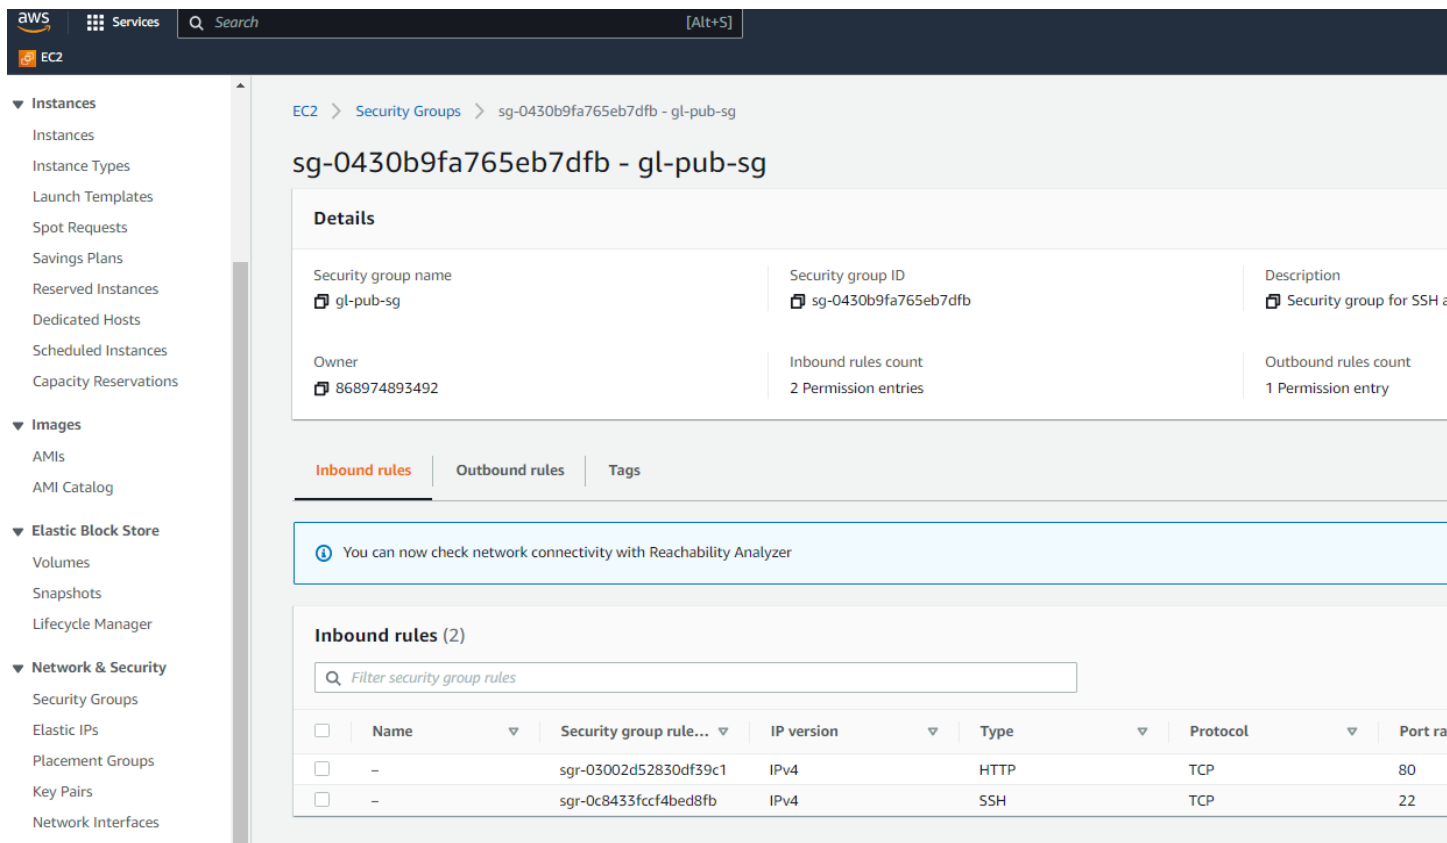 aws Services Search [Alt+S]
EC2
Instances
Instances
Instance Types
Launch Templates
Spot Requests
Savings Plans
Reserved Instances
Dedicated Hosts
Scheduled Instances
Capacity Reservations
Images
AMIs
AMI Catalog
Elastic Block Store
Volumes
Snapshots
Lifecycle Manager
Network & Security
Security Groups
Elastic IPs
Placement Groups
Key Pairs
Network Interfaces
EC2 > Security Groups > sg-0430b9fa765eb7dfb - gl-pub-sg
sg-0430b9fa765eb7dfb - gl-pub-sg
Details
Security group name Security group ID Description
gl-pub-sg sg-0430b9fa765eb7dfb Security group for SSH a
Owner Inbound rules count Outbound rules count
868974893492 2 Permission entries 1 Permission entry
Inbound rules Outbound rules Tags
You can now check network connectivity with Reachability Analyzer
Inbound rules (2)
Filter security group rules
Name Security group rule... IP version Type Protocol Port ra
– sgr-03002d52830df39c1 IPv4 HTTP TCP 80
– sgr-0c8433fccf4bed8fb IPv4 SSH TCP 22